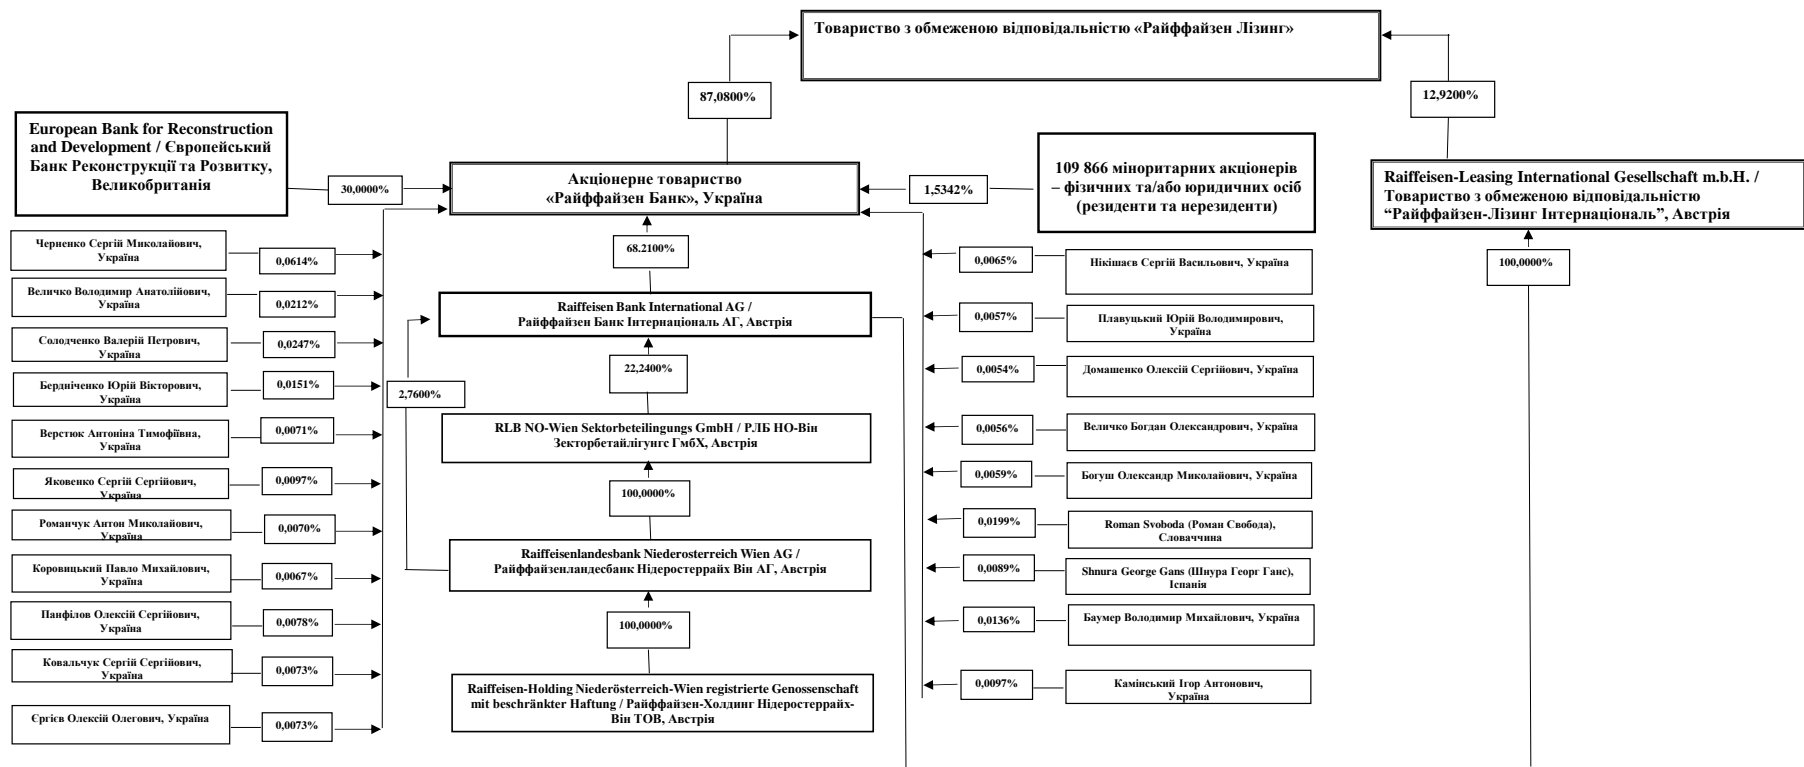 Товариство з обмеженою відповідальністю «Райффайзен Лізинг»
87,0800%
12,9200%
European Bank for Reconstruction
and Development / Європейський
Банк Реконструкції та Розвитку,
Великобританія
30,0000%
Акціонерне товариство
«Райффайзен Банк», Україна
1,5342%
109 866 міноритарних акціонерів
– фізичних та/або юридичних осіб
(резиденти та нерезиденти)
Raiffeisen-Leasing International Gesellschaft m.b.H. /
Товариство з обмеженою відповідальністю
“Райффайзен-Лізинг Інтернаціональ”, Австрія
100,0000%
Черненко Сергій Миколайович,
Україна
0,0614%
Величко Володимир Анатолійович,
Україна
0,0212%
Солодченко Валерій Петрович,
Україна
0,0247%
Бердніченко Юрій Вікторович,
Україна
0,0151%
Верстюк Антоніна Тимофіївна,
Україна
0,0071%
Яковенко Сергій Сергійович,
Україна
0,0097%
Романчук Антон Миколайович,
Україна
0,0070%
Коровицький Павло Михайлович,
Україна
0,0067%
Панфілов Олексій Сергійович,
Україна
0,0078%
Ковальчук Сергій Сергійович,
Україна
0,0073%
Єргієв Олексій Олегович, Україна
0,0073%
68.2100%
Raiffeisen Bank International AG /
Райффайзен Банк Інтернаціональ АГ, Австрія
22,2400%
2,7600%
RLB NO-Wien Sektorbeteilingungs GmbH / РЛБ НО-Він
Зекторбетайлігунгс ГмбХ, Австрія
100,0000%
Raiffeisenlandesbank Niederosterreich Wien AG /
Райффайзенландесбанк Нідеростеррайх Він АГ, Австрія
100,0000%
Raiffeisen-Holding Niederösterreich-Wien registrierte Genossenschaft
mit beschränkter Haftung / Райффайзен-Холдинг Нідеростеррайх-
Він ТОВ, Австрія
0,0065%
Нікішаєв Сергій Васильович, Україна
0,0057%
Плавуцький Юрій Володимирович,
Україна
0,0054%
Домашенко Олексій Сергійович, Україна
0,0056%
Величко Богдан Олександрович, Україна
0,0059%
Богуш Олександр Миколайович, Україна
0,0199%
Roman Svoboda (Роман Свобода),
Словаччина
0,0089%
Shnura George Gans (Шнура Георг Ганс),
Іспанія
0,0136%
Баумер Володимир Михайлович, Україна
0,0097%
Камінський Ігор Антонович,
Україна